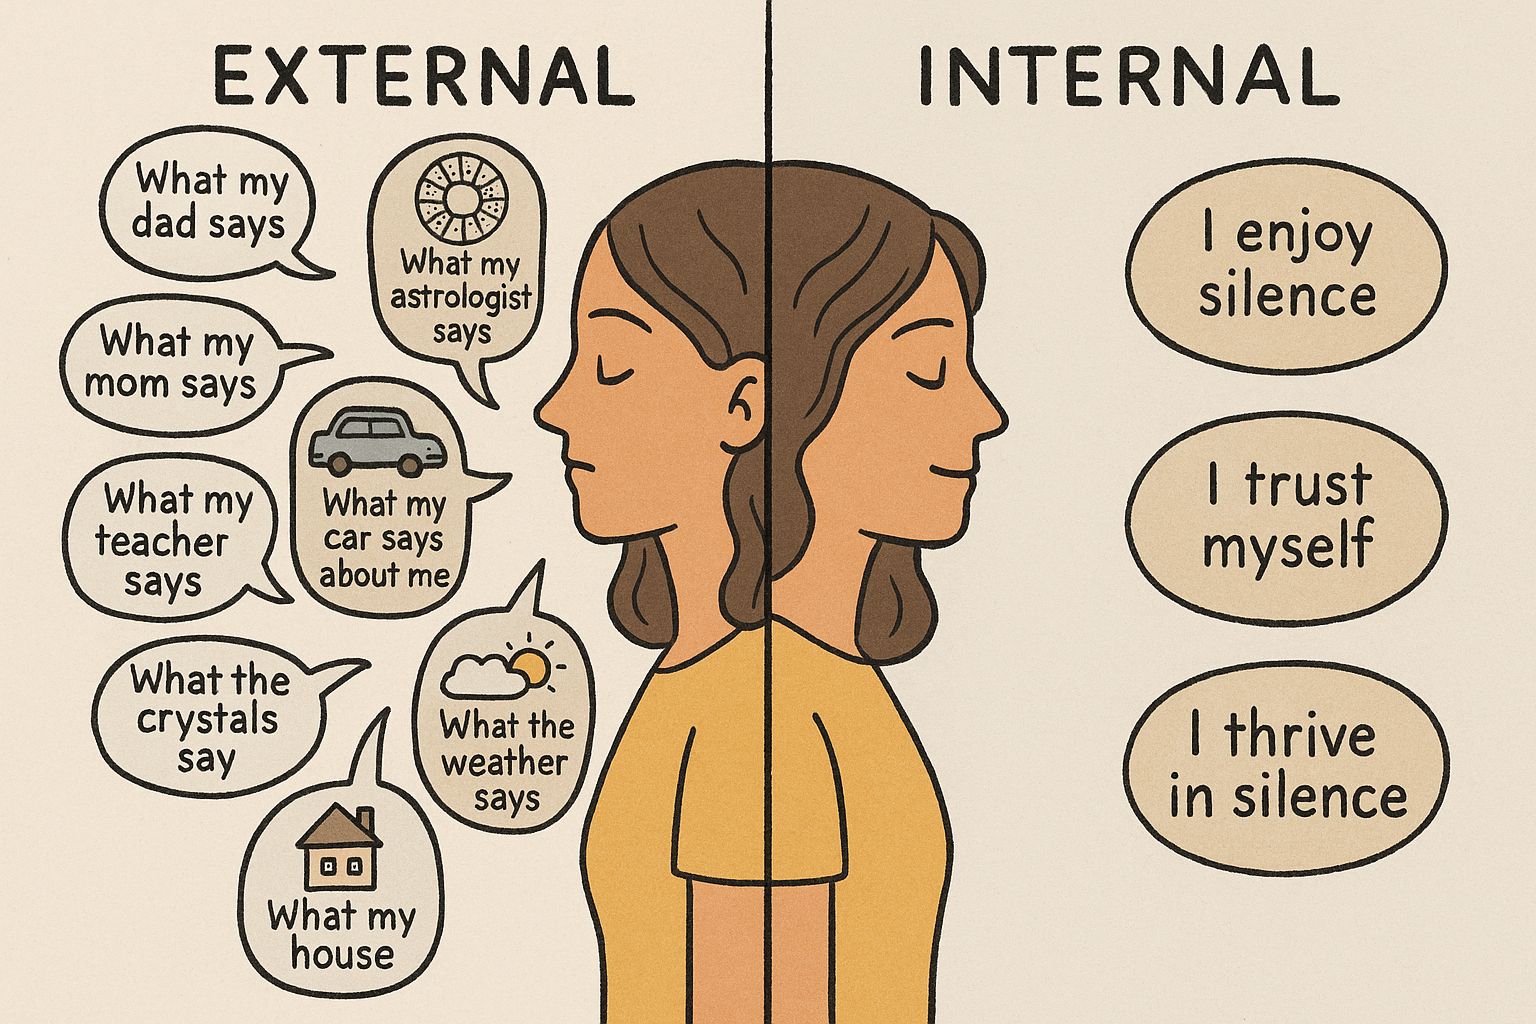 EXTERNAL
What my
dad says
What my
astrologist
says
What my
mom says
What my
car says
about me
What my
teacher
says
What the
crystals
say
What the
weather
says
What my
house
INTERNAL
I enjoy
silence
I trust
myself
I thrive
in silence